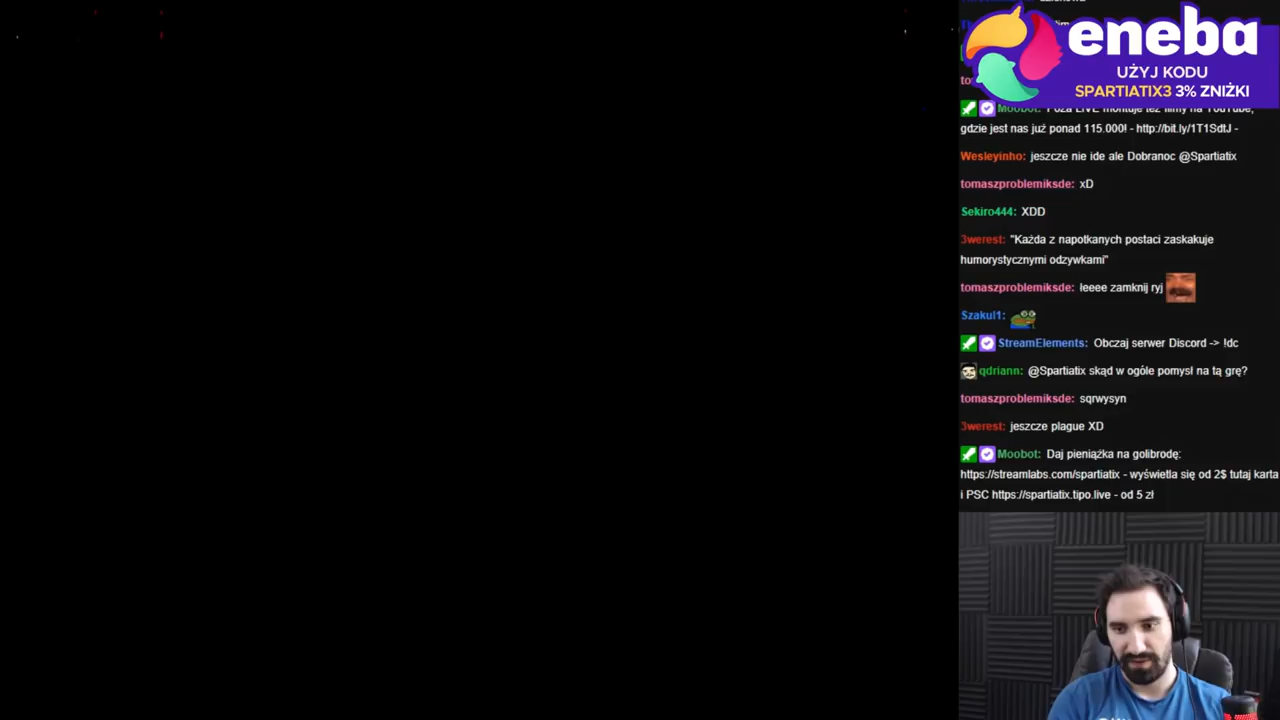 eneba
UŻYJ KODU
SPARTIATIX3 3% ZNIŻKI
Moobot: Poza LIVE montuje też filmy na YouTube,
gdzie jest nas już ponad 115.000! - http://bit.ly/1T1SdtJ -
Wesleyinho: jeszcze nie ide ale Dobranoc @Spartiatix
tomaszproblemiksde: xD
Sekiro444: XDD
3werest: "Każda z napotkanych postaci zaskakuje
humorystycznymi odzywkami"
tomaszproblemiksde: łeeee zamknij ryj
Szakul1:
StreamElements: Obczaj serwer Discord -> !dc
qdriann: @Spartiatix skąd w ogóle pomysł na tą grę?
tomaszproblemiksde: sqrwysyn
3werest: jeszcze plague XD
Moobot: Daj pieniążka na golibrodę:
https://streamlabs.com/spartiatix - wyświetla się od 2$ tutaj karta
i PSC https://spartiatix.tipo.live - od 5 zł